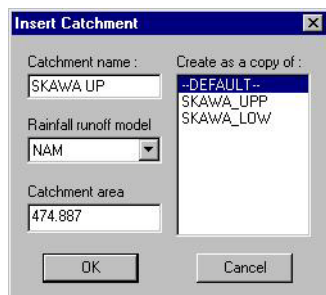 Insert Catchment
Catchment name :
SKAWA UP
Rainfall runoff model
NAM
Catchment area
474.887
Create as a copy of :
--DEFAULT--
SKAWA_UPP
SKAWA_LOW
OK
Cancel